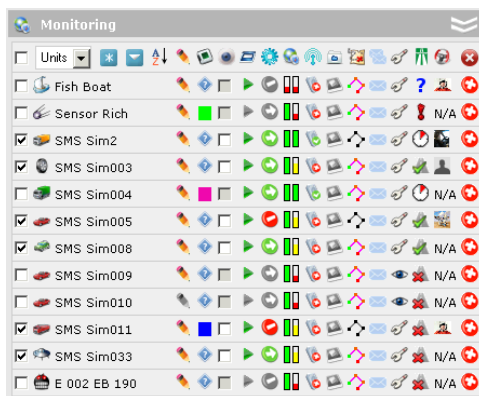 Monitoring
Units A Z
Fish Boat ?
Sensor Rich N/A
SMS Sim2
SMS Sim003
SMS Sim004 N/A
SMS Sim005
SMS Sim008 N/A
SMS Sim009 N/A
SMS Sim010 N/A
SMS Sim011
SMS Sim033 N/A
E 002 EB 190 N/A